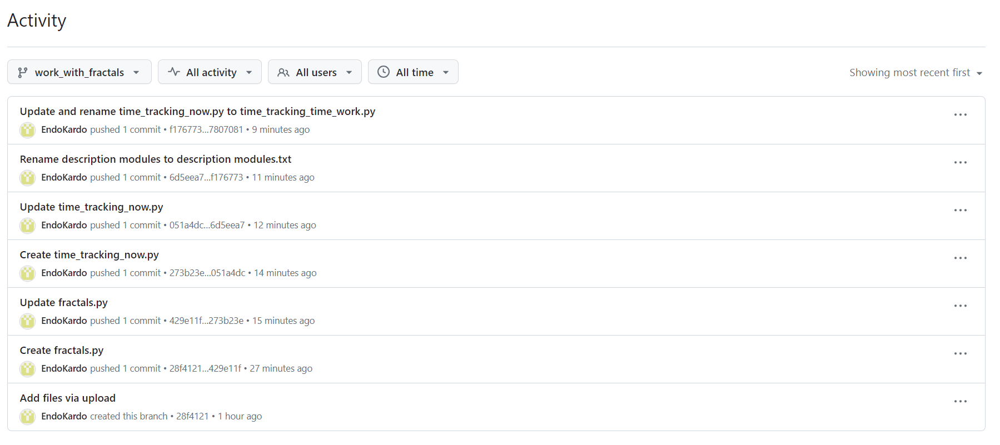 Activity
work_with_fractals All activity All users All time Showing most recent first
Update and rename time_tracking_now.py to time_tracking_time_work.py
EndoKardo pushed 1 commit • f176773...7807081 • 9 minutes ago
Rename description modules to description modules.txt
EndoKardo pushed 1 commit • 6d5eea7...f176773 • 11 minutes ago
Update time_tracking_now.py
EndoKardo pushed 1 commit • 051a4dc...6d5eea7 • 12 minutes ago
Create time_tracking_now.py
EndoKardo pushed 1 commit • 273b23e...051a4dc • 14 minutes ago
Update fractals.py
EndoKardo pushed 1 commit • 429e11f...273b23e • 15 minutes ago
Create fractals.py
EndoKardo pushed 1 commit • 28f4121...429e11f • 27 minutes ago
Add files via upload
EndoKardo created this branch • 28f4121 • 1 hour ago